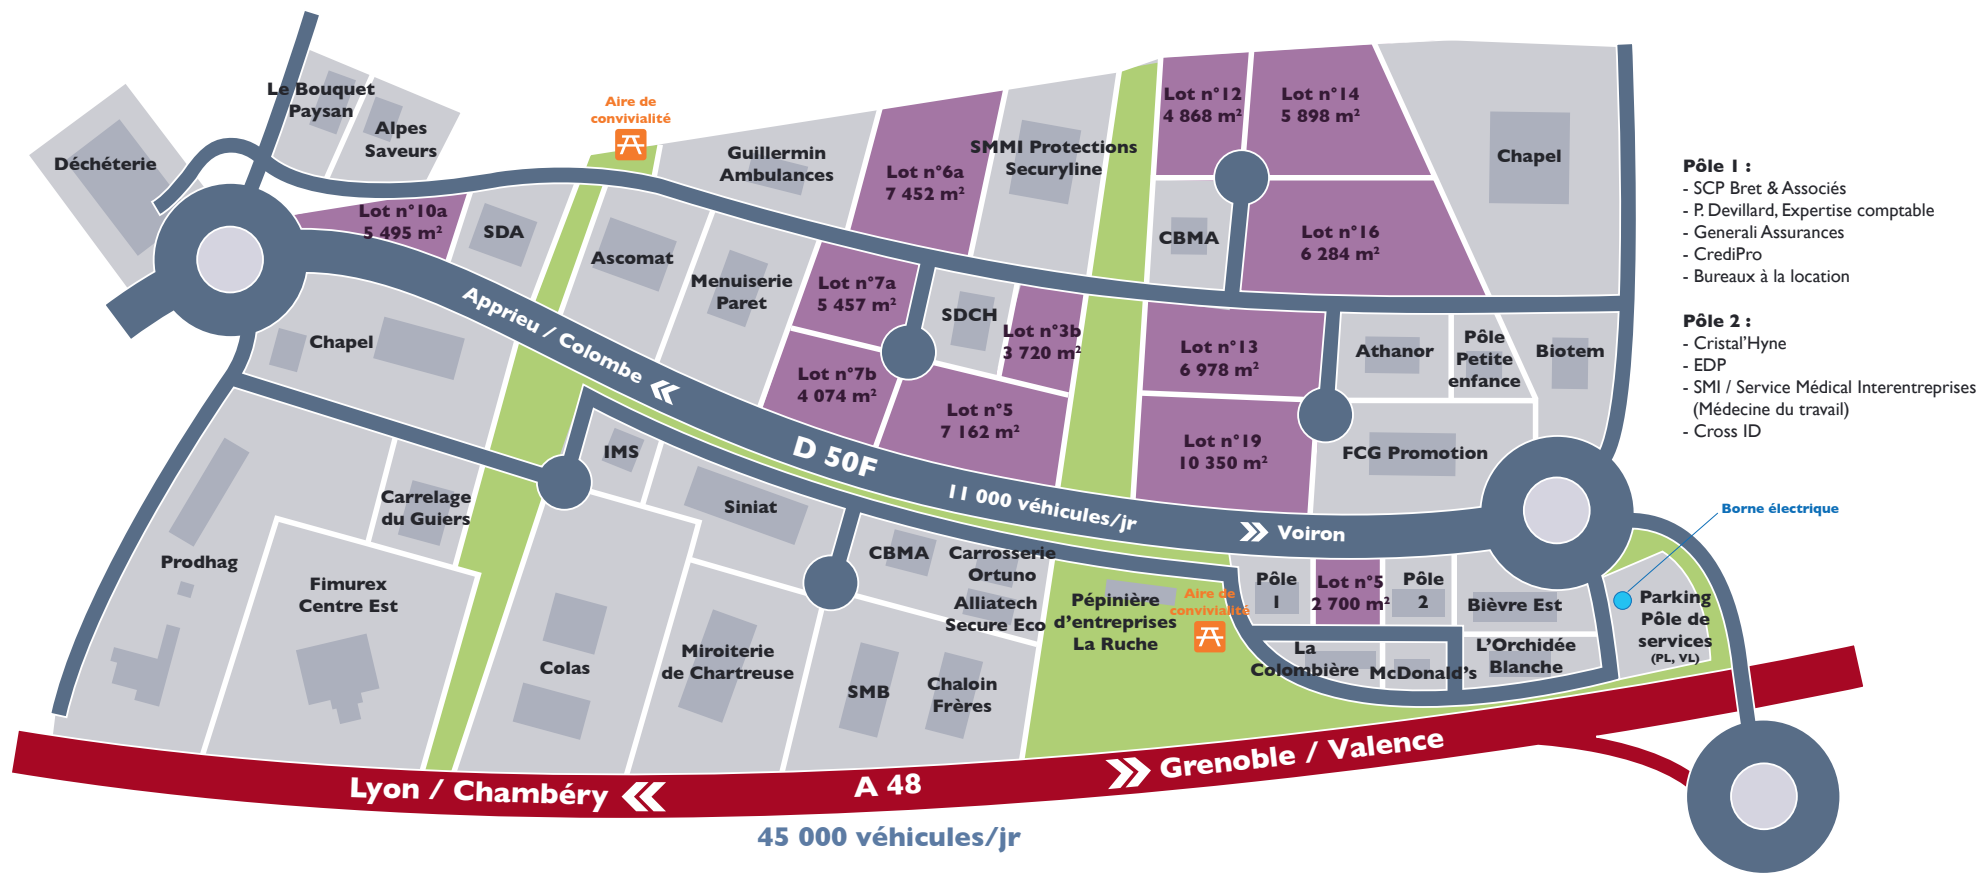 Le Bouquet
Paysan
Alpes
Saveurs
Déchéterie
Aire de
convivialité
Guillermin
Ambulances
Lot n°6a
7 452 m²
SMMI Protections
Securyline
Lot n°12
4 868 m²
Lot n°14
5 898 m²
Chapel
Lot n°10a
5 495 m²
SDA
Ascomat
Menuiserie
Paret
Lot n°7a
5 457 m²
SDCH
Lot n°3b
3 720 m²
CBMA
Lot n°16
6 284 m²
Lot n°7b
4 074 m²
Lot n°5
7 162 m²
Lot n°13
6 978 m²
Athanor
Pôle
Petite
enfance
Biotem
Lot n°19
10 350 m²
FCG Promotion
Chapel
Apprieu / Colombe
D 50F
11 000 véhicules/jr
Voiron
IMS
Siniat
Carrelage
du Guiers
Prodhag
Fimurex
Centre Est
Colas
Miroiterie
de Chartreuse
CBMA
Carrosserie
Ortuno
Alliatech
Secure Eco
SMB
Chaloin
Frères
Pépinière
d'entreprises
La Ruche
Aire de
convivialité
Pôle
1
Lot n°5
2 700 m²
Pôle
2
Bièvre Est
La
Colombière
McDonald's
L'Orchidée
Blanche
Parking
Pôle de
services
(PL, VL)
Borne électrique
Lyon / Chambéry
A 48
Grenoble / Valence
45 000 véhicules/jr
Pôle 1 :
- SCP Bret & Associés
- P. Devillard, Expertise comptable
- Generali Assurances
- CrediPro
- Bureaux à la location
Pôle 2 :
- Cristal'Hyne
- EDP
- SMI / Service Médical Interentreprises
(Médecine du travail)
- Cross ID